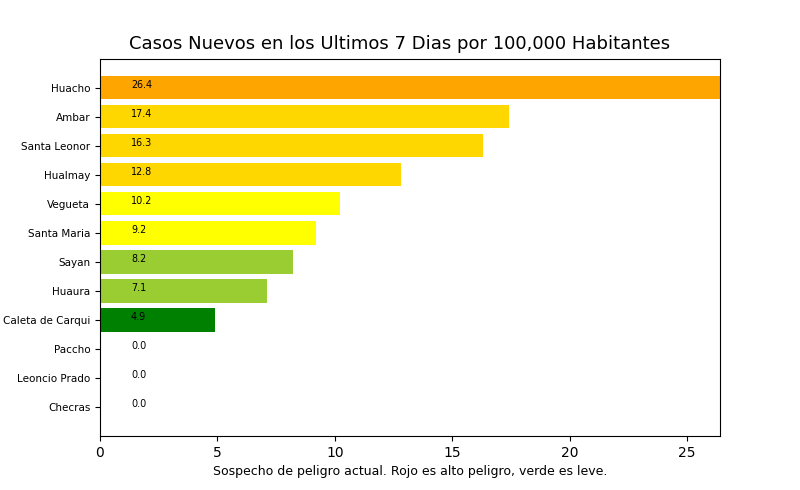 Casos Nuevos en los Ultimos 7 Dias por 100,000 Habitantes
Huacho 26.4
Ambar 17.4
Santa Leonor 16.3
Hualmay 12.8
Vegueta 10.2
Santa Maria 9.2
Sayan 8.2
Huaura 7.1
Caleta de Carqui 4.9
Paccho 0.0
Leoncio Prado 0.0
Checras 0.0
0 5 10 15 20 25
Sospecho de peligro actual. Rojo es alto peligro, verde es leve.